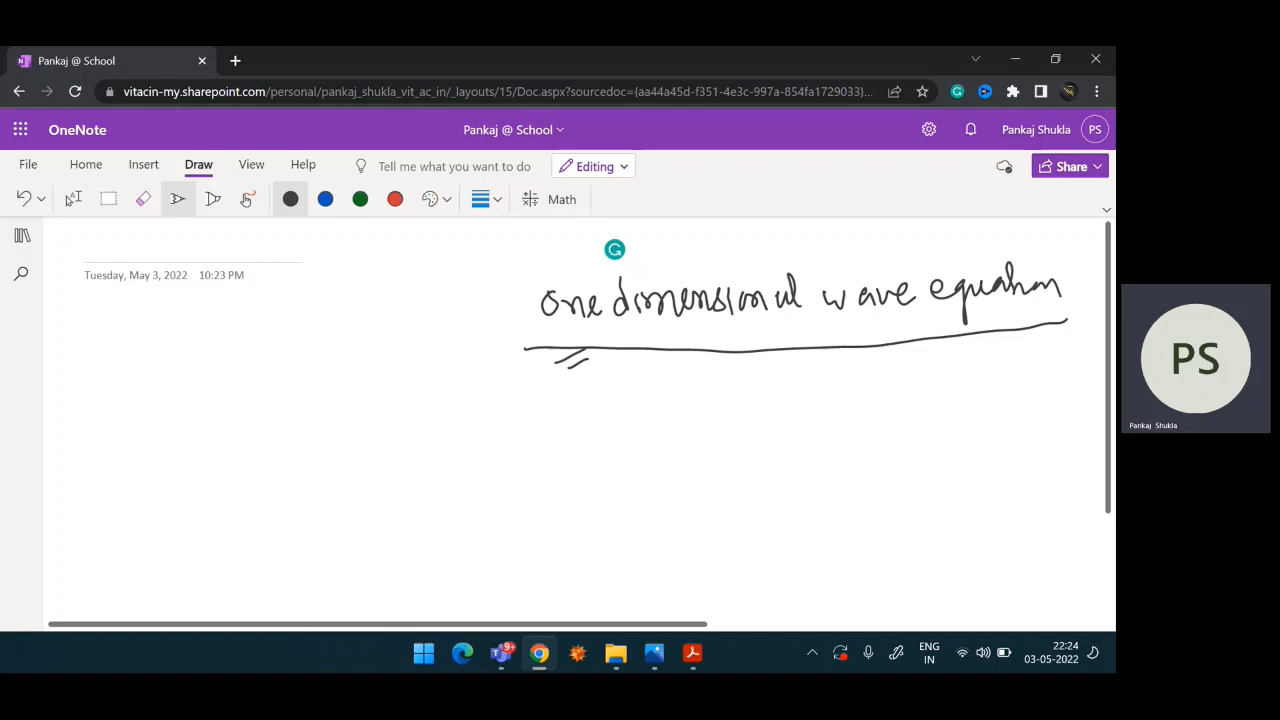 Pankaj @ School
vitacin-my.sharepoint.com/personal/pankaj_shukla_vit_ac_in/_layouts/15/Doc.aspx?sourcedoc={aa44a45d-f351-4e3c-997a-854fa1729033}...
OneNote
Pankaj @ School
Pankaj Shukla
PS
File Home Insert Draw View Help Tell me what you want to do Editing Share
Math
Tuesday, May 3, 2022 10:23 PM
one dimensional wave equation
PS
Pankaj Shukla
9+
ENG
IN
22:24
03-05-2022